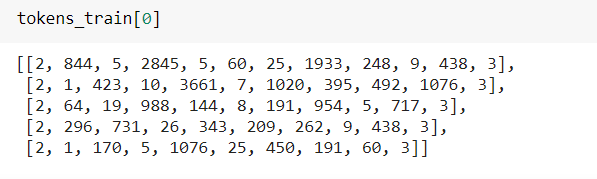 tokens_train[0]
[[2, 844, 5, 2845, 5, 60, 25, 1933, 248, 9, 438, 3],
[2, 1, 423, 10, 3661, 7, 1020, 395, 492, 1076, 3],
[2, 64, 19, 988, 144, 8, 191, 954, 5, 717, 3],
[2, 296, 731, 26, 343, 209, 262, 9, 438, 3],
[2, 1, 170, 5, 1076, 25, 450, 191, 60, 3]]